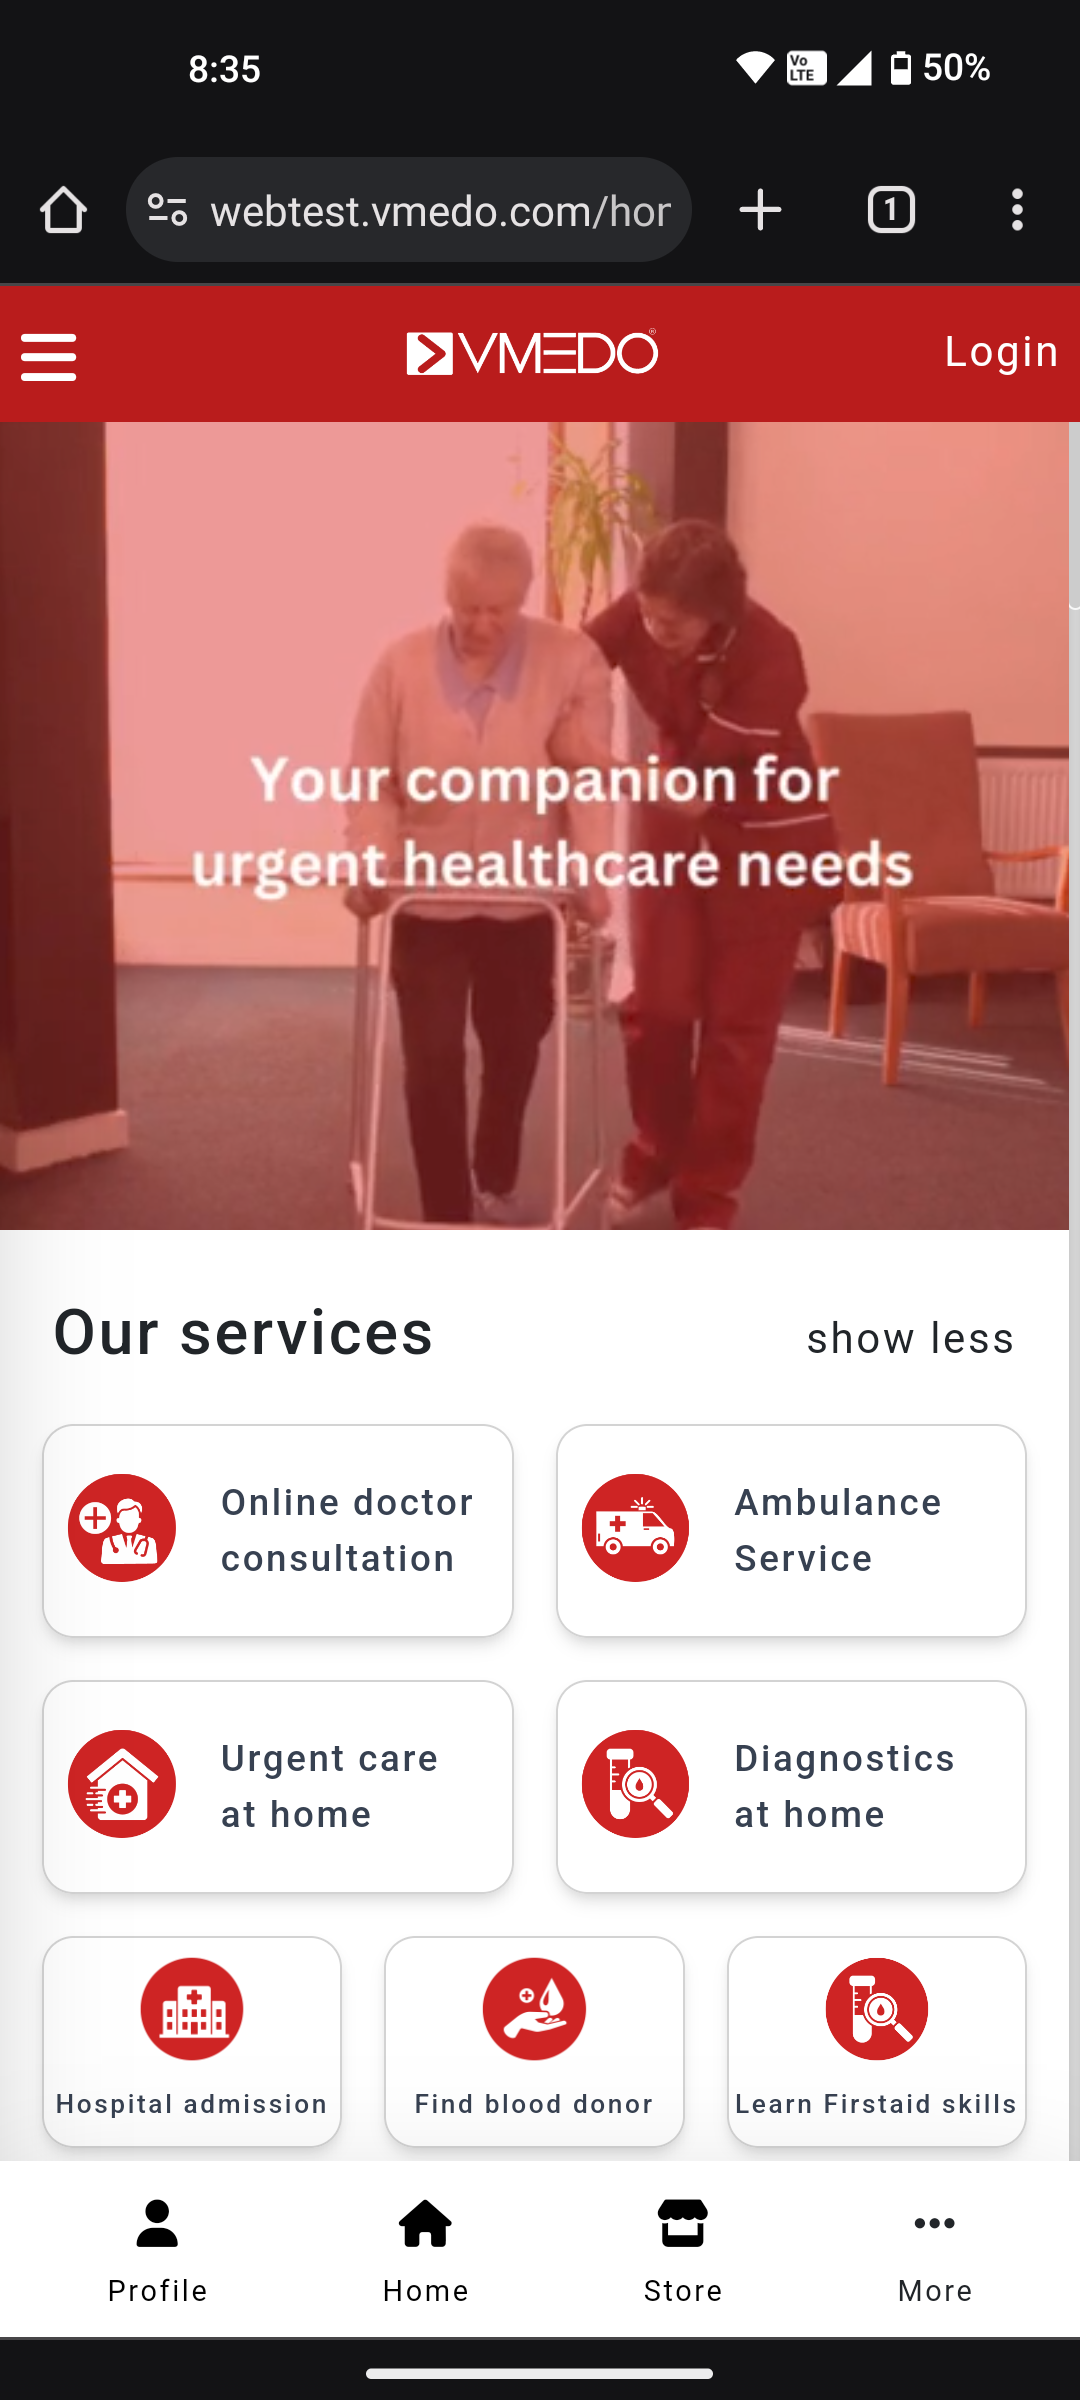 8:35
Vo LTE
50%
webtest.vmedo.com/hor
1
VMEDO®
Login
Your companion for
urgent healthcare needs
Our services
show less
Online doctor
consultation
Ambulance
Service
Urgent care
at home
Diagnostics
at home
Hospital admission
Find blood donor
Learn Firstaid skills
Profile
Home
Store
More